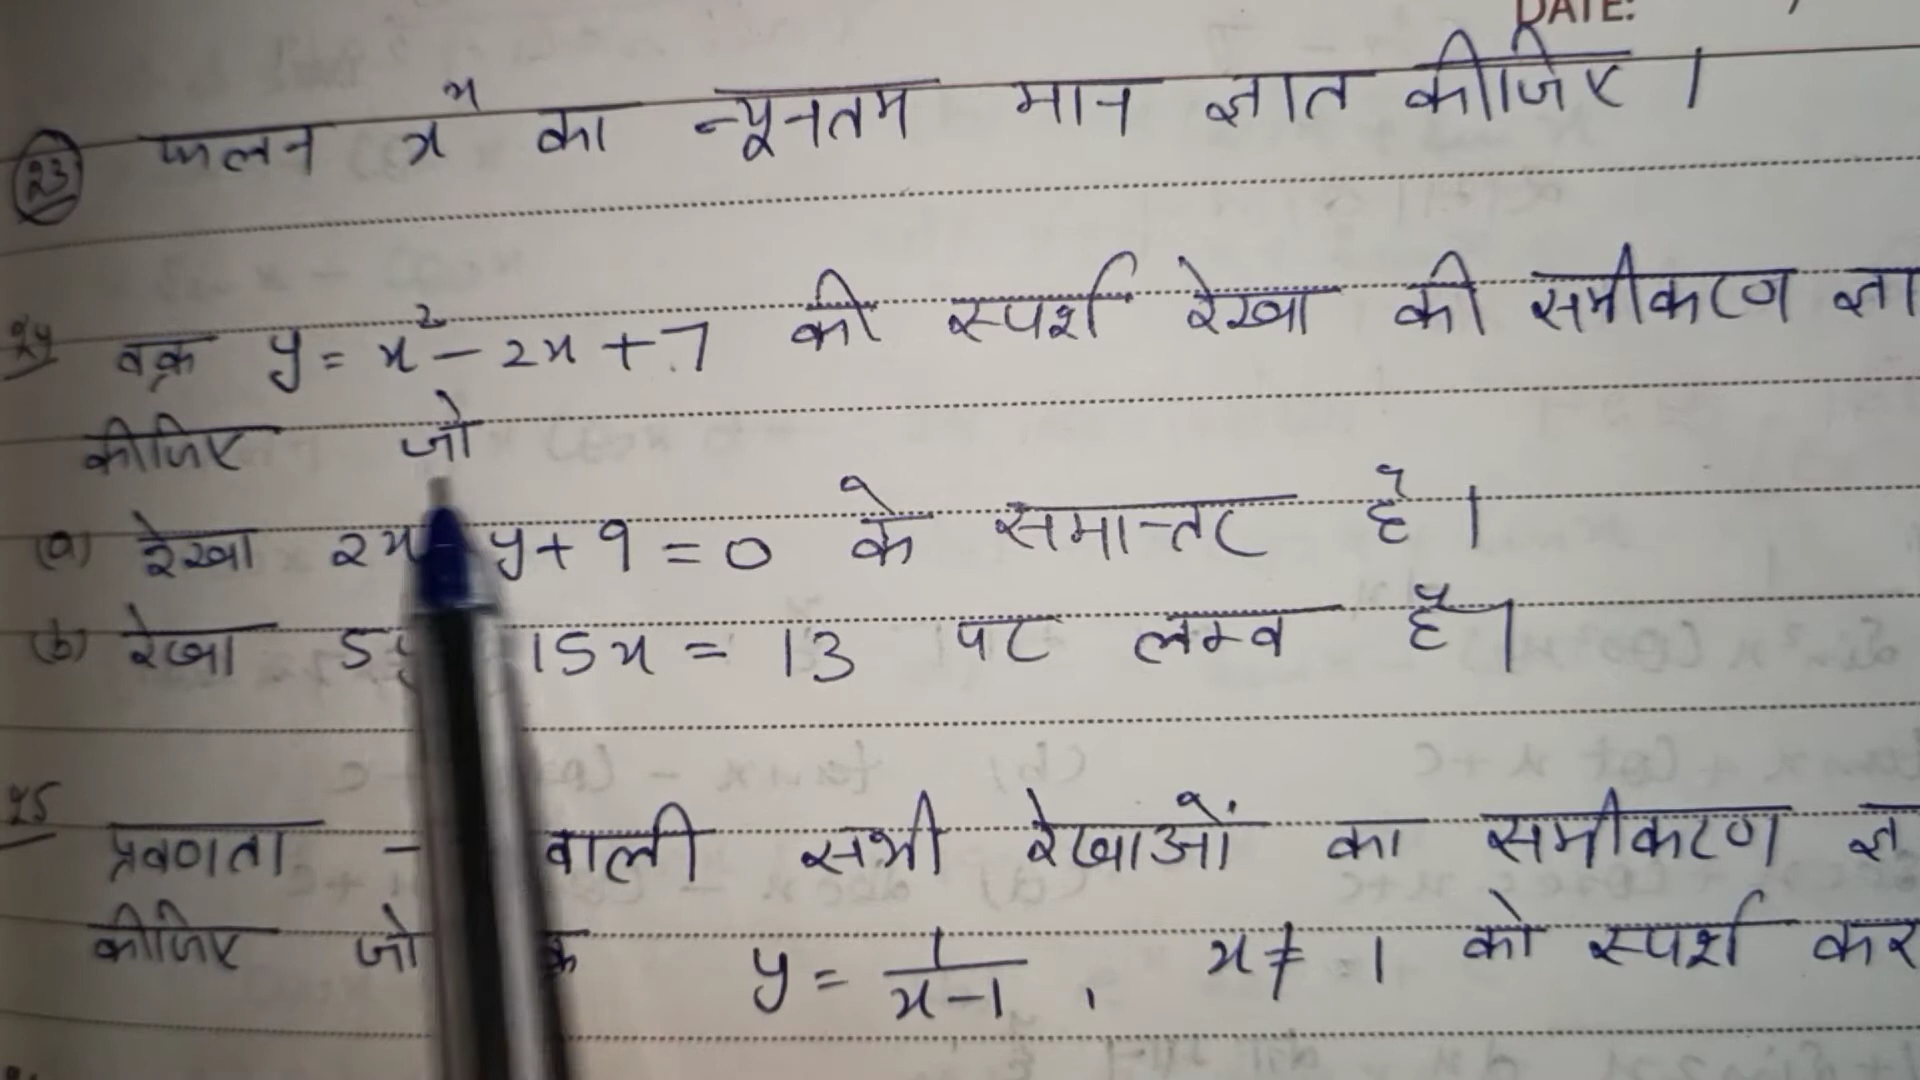 DATE:
23 फलन x^x का न्यूनतम मान ज्ञात कीजिए ।
24 वक्र y = x² - 2x + 7 की स्पर्श रेखा की समीकरण ज्ञा
कीजिए जो
(a) रेखा 2x - y + 9 = 0 के समान्तर है ।
(b) रेखा 5y 15x = 13 पर लम्ब है ।
25 प्रवणता - वाली सभी रेखाओं का समीकरण ज्ञ
कीजिए जो y = 1/(x-1) , x ≠ 1 को स्पर्श कर